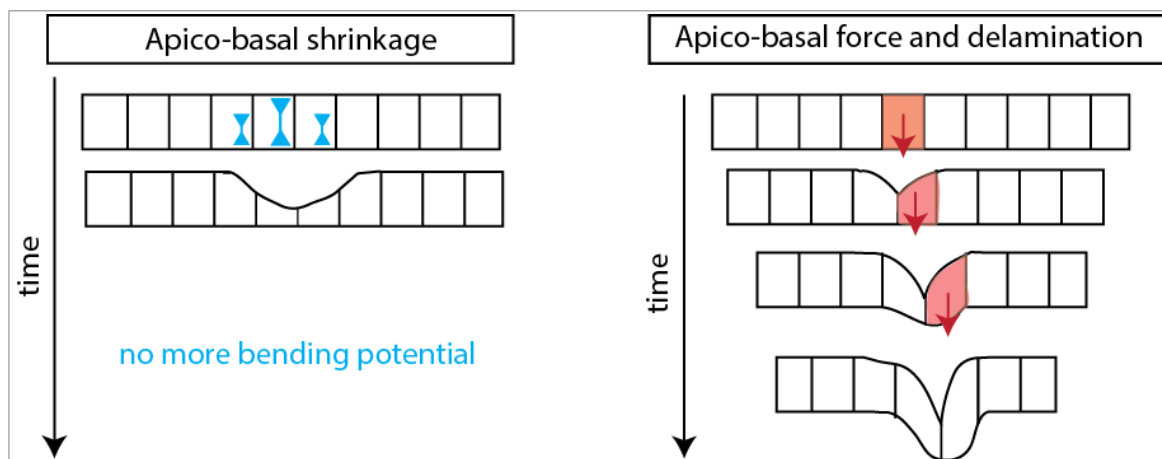 Apico-basal shrinkage
time
no more bending potential
Apico-basal force and delamination
time